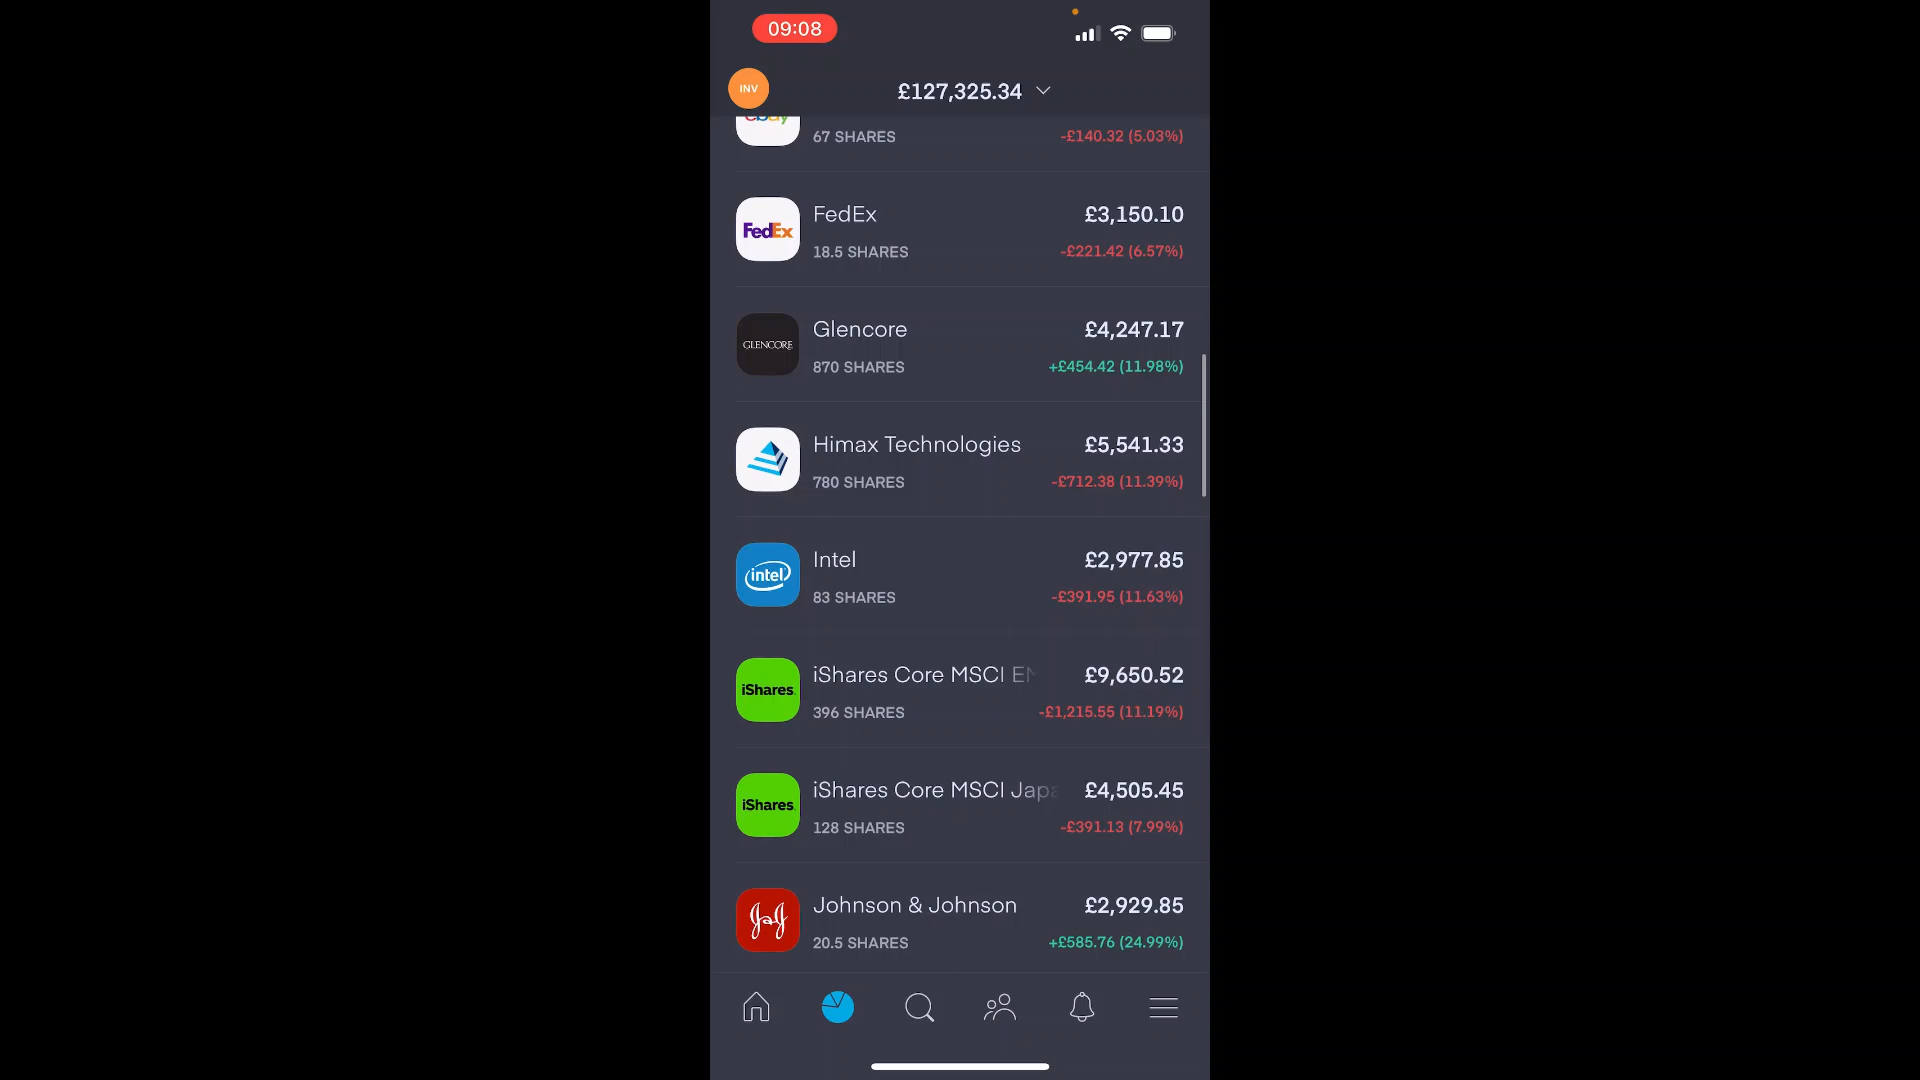 09:08
INV
£127,325.34
ebay
67 SHARES
-£140.32 (5.03%)
FedEx
FedEx
£3,150.10
18.5 SHARES
-£221.42 (6.57%)
GLENCORE
Glencore
£4,247.17
870 SHARES
+£454.42 (11.98%)
Himax Technologies
£5,541.33
780 SHARES
-£712.38 (11.39%)
intel
Intel
£2,977.85
83 SHARES
-£391.95 (11.63%)
iShares.
iShares Core MSCI EM
£9,650.52
396 SHARES
-£1,215.55 (11.19%)
iShares.
iShares Core MSCI Japa
£4,505.45
128 SHARES
-£391.13 (7.99%)
J&J
Johnson & Johnson
£2,929.85
20.5 SHARES
+£585.76 (24.99%)